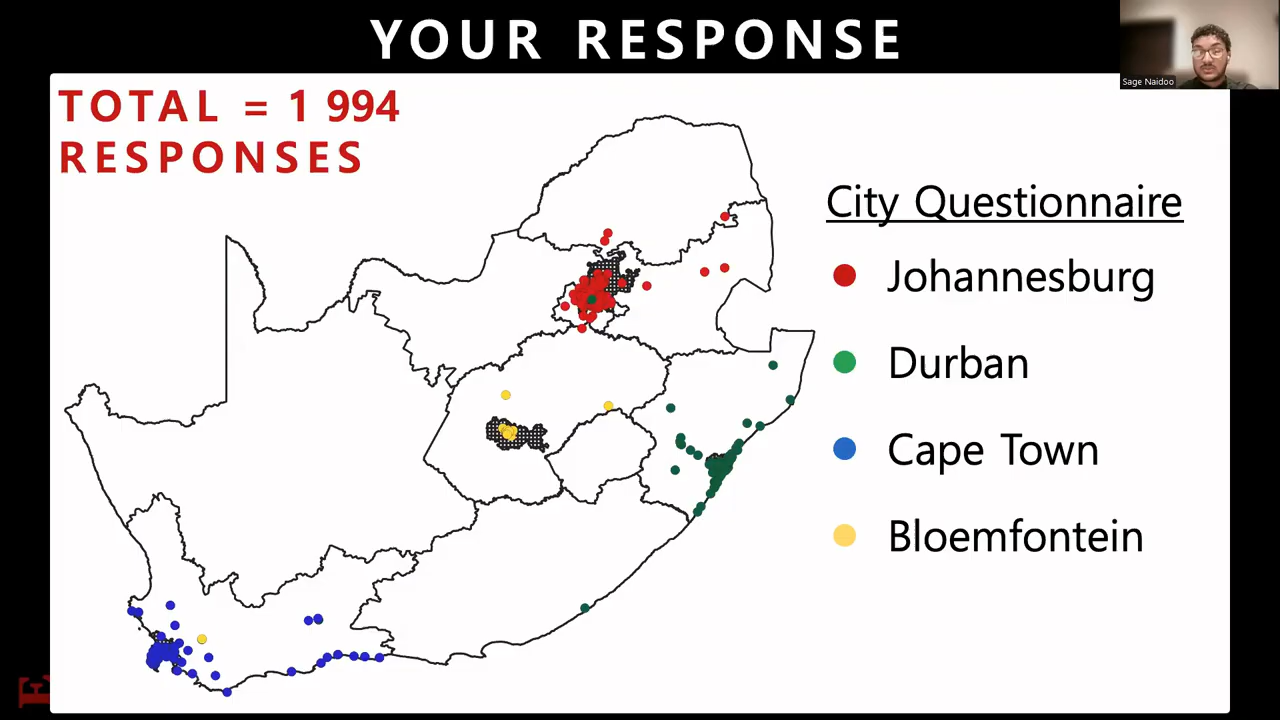 YOUR RESPONSE
Sage Naidoo
TOTAL = 1 994
RESPONSES
City Questionnaire
Johannesburg
Durban
Cape Town
Bloemfontein